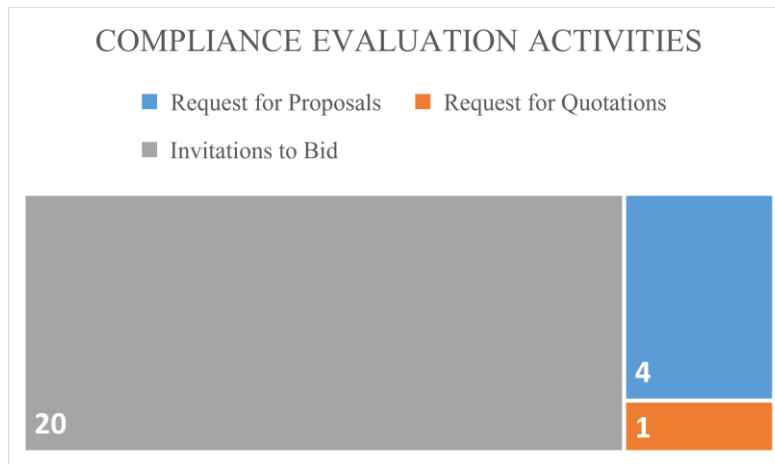 COMPLIANCE EVALUATION ACTIVITIES
Request for Proposals
Request for Quotations
Invitations to Bid
4
20
1